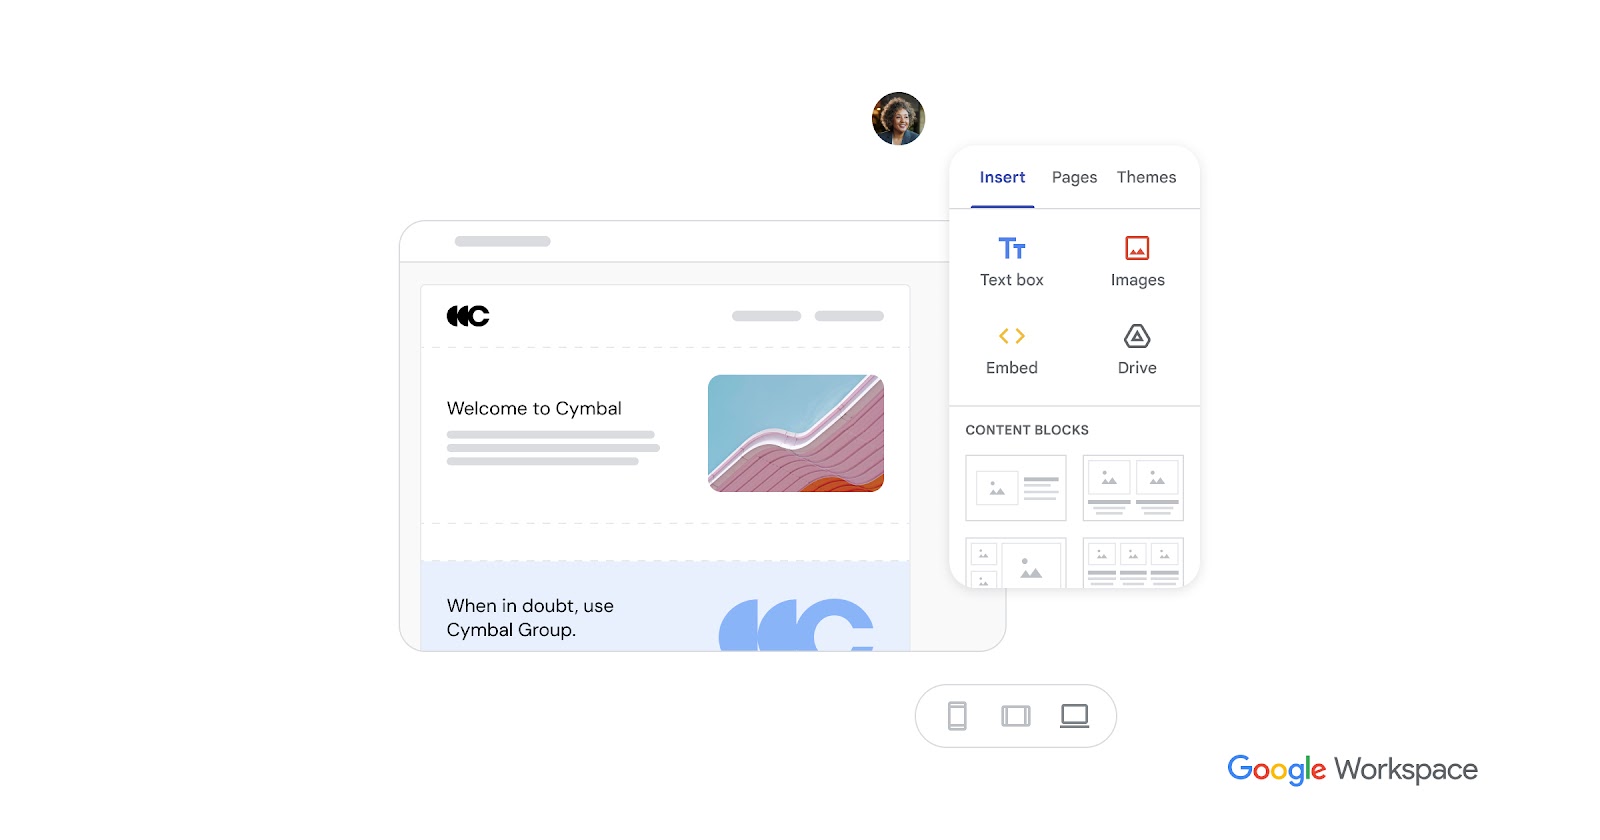 Insert Pages Themes
Text box Images
Embed Drive
CONTENT BLOCKS
Welcome to Cymbal
When in doubt, use
Cymbal Group.
Google Workspace